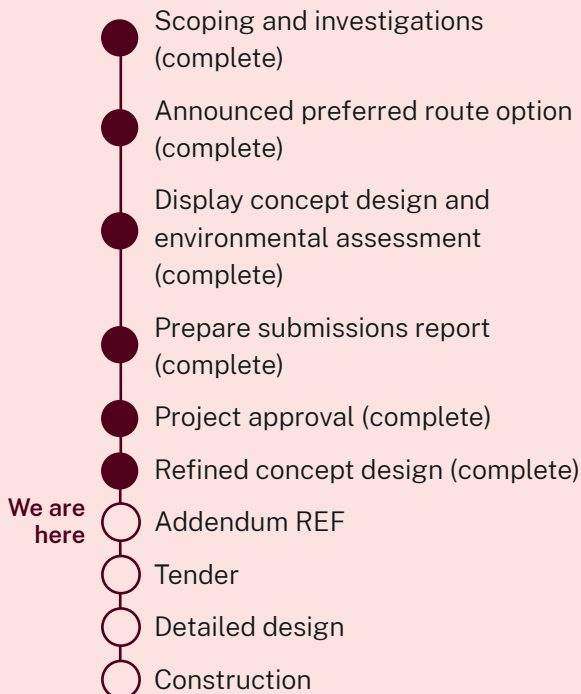 Scoping and investigations
(complete)
Announced preferred route option
(complete)
Display concept design and
environmental assessment
(complete)
Prepare submissions report
(complete)
Project approval (complete)
Refined concept design (complete)
We are
here
Addendum REF
Tender
Detailed design
Construction